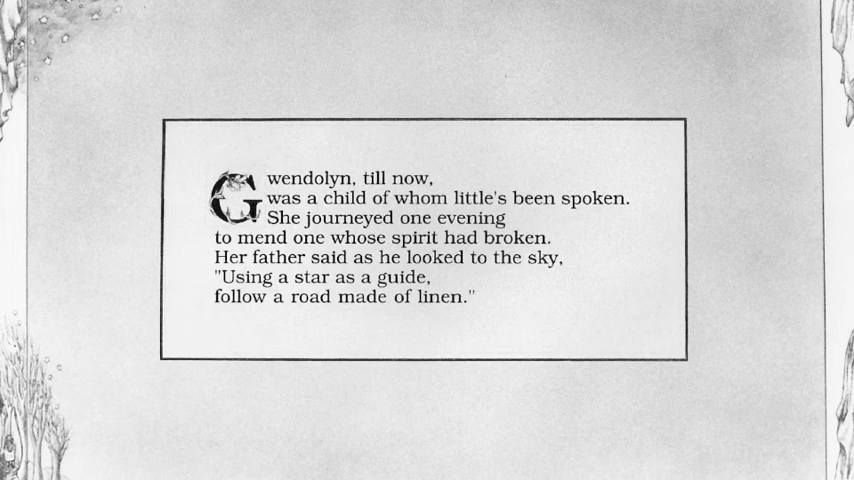 Gwendolyn, till now,
was a child of whom little's been spoken.
She journeyed one evening
to mend one whose spirit had broken.
Her father said as he looked to the sky,
"Using a star as a guide,
follow a road made of linen."